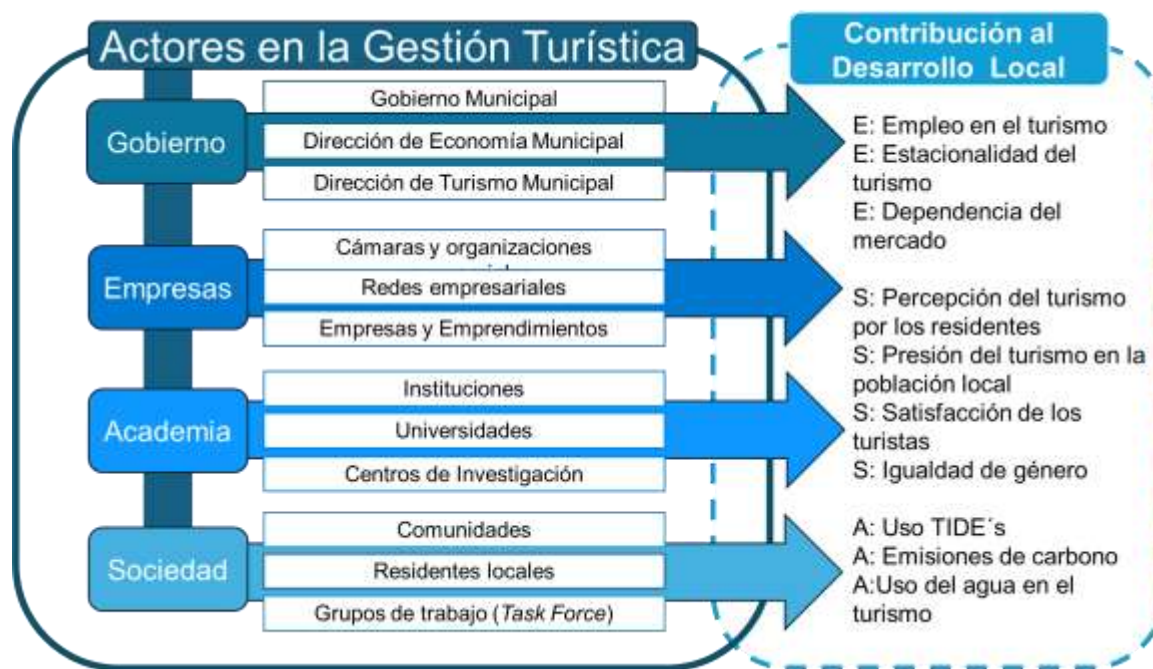 Actores en la Gestión Turística
Contribución al
Desarrollo Local
Gobierno
Gobierno Municipal
Dirección de Economía Municipal
Dirección de Turismo Municipal
Empresas
Cámaras y organizaciones
Redes empresariales
Empresas y Emprendimientos
Academia
Instituciones
Universidades
Centros de Investigación
Sociedad
Comunidades
Residentes locales
Grupos de trabajo (Task Force)
E: Empleo en el turismo
E: Estacionalidad del
turismo
E: Dependencia del
mercado
S: Percepción del turismo
por los residentes
S: Presión del turismo en la
población local
S: Satisfacción de los
turistas
S: Igualdad de género
A: Uso TIDE´s
A: Emisiones de carbono
A:Uso del agua en el
turismo